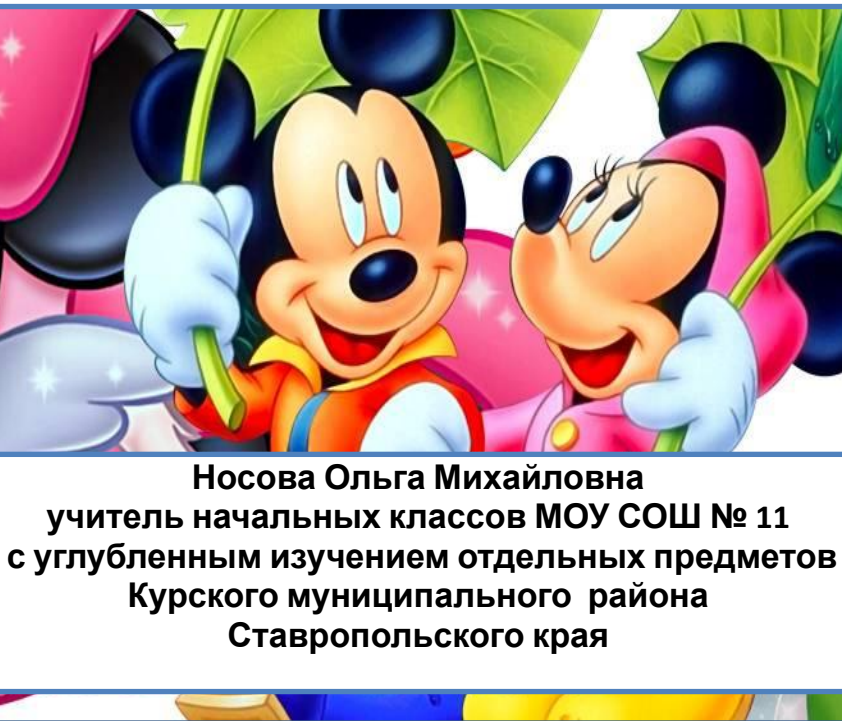 Носова Ольга Михайловна
учитель начальных классов МОУ СОШ № 11
с углубленным изучением отдельных предметов
Курского муниципального района
Ставропольского края